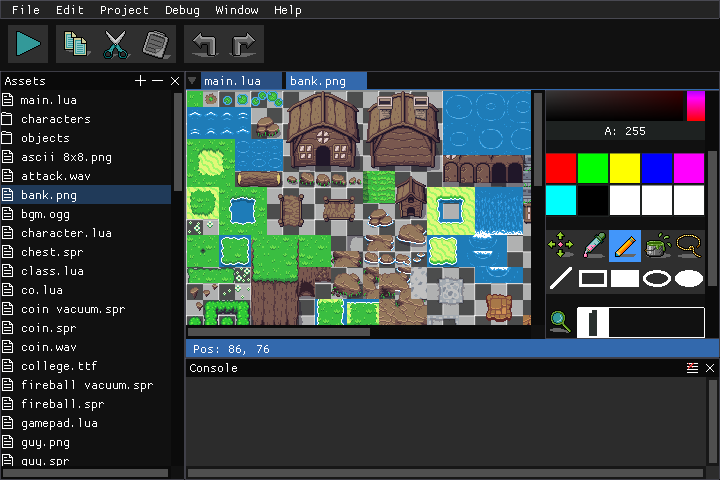 File Edit Project Debug Window Help
Assets
main.lua
characters
objects
ascii 8x8.png
attack.wav
bank.png
bgm.ogg
character.lua
chest.spr
class.lua
co.lua
coin vacuum.spr
coin.spr
coin.wav
college.ttf
fireball vacuum.spr
fireball.spr
gamepad.lua
guy.png
guy.spr
main.lua bank.png
A: 255
Pos: 86, 76
Console